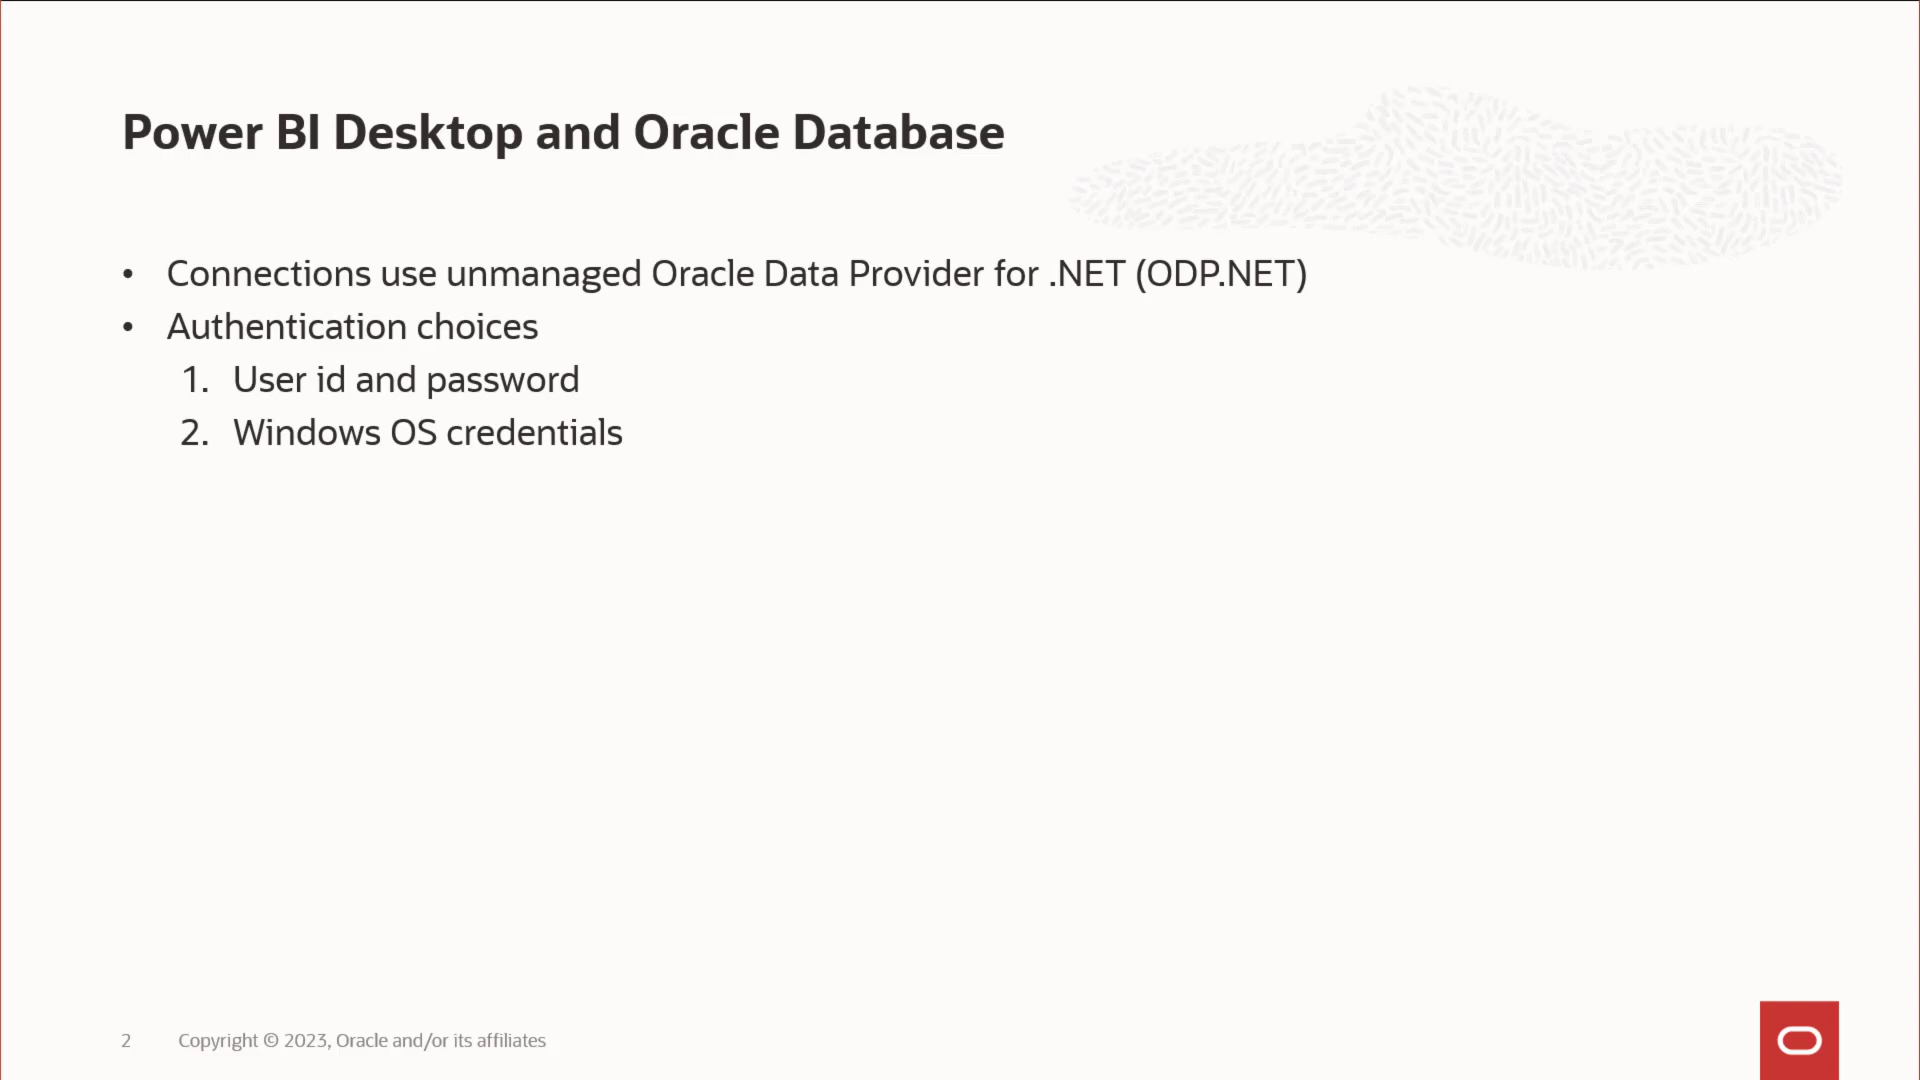 Power BI Desktop and Oracle Database
• Connections use unmanaged Oracle Data Provider for .NET (ODP.NET)
• Authentication choices
1. User id and password
2. Windows OS credentials
2 Copyright © 2023, Oracle and/or its affiliates